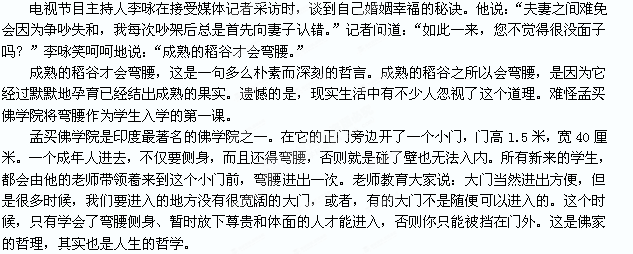 电视节目主持人李咏在接受媒体记者采访时，谈到自己婚姻幸福的秘诀。他说：“夫妻之间难免
会因为争吵失和，我每次吵架后总是首先向妻子认错。”记者问道：“如此一来，您不觉得很没面子
吗？”李咏笑呵呵地说：“成熟的稻谷才会弯腰。”
成熟的稻谷才会弯腰，这是一句多么朴素而深刻的哲言。成熟的稻谷之所以会弯腰，是因为它
经过默默地孕育已经结出成熟的果实。遗憾的是，现实生活中有不少人忽视了这个道理。难怪孟买
佛学院将弯腰作为学生入学的第一课。
孟买佛学院是印度最著名的佛学院之一。在它的正门旁边开了一个小门，门高 1.5 米，宽 40 厘
米。一个成年人进去，不仅要侧身，而且还得弯腰，否则就是碰了壁也无法入内。所有新来的学生，
都会由他的老师带领着来到这个小门前，弯腰进出一次。老师教育大家说：大门当然进出方便，但
是很多时候，我们要进入的地方没有很宽阔的大门，或者，有的大门不是随便可以进入的。这个时
候，只有学会了弯腰侧身、暂时放下尊贵和体面的人才能进入，否则你只能被挡在门外。这是佛家
的哲理，其实也是人生的哲学。